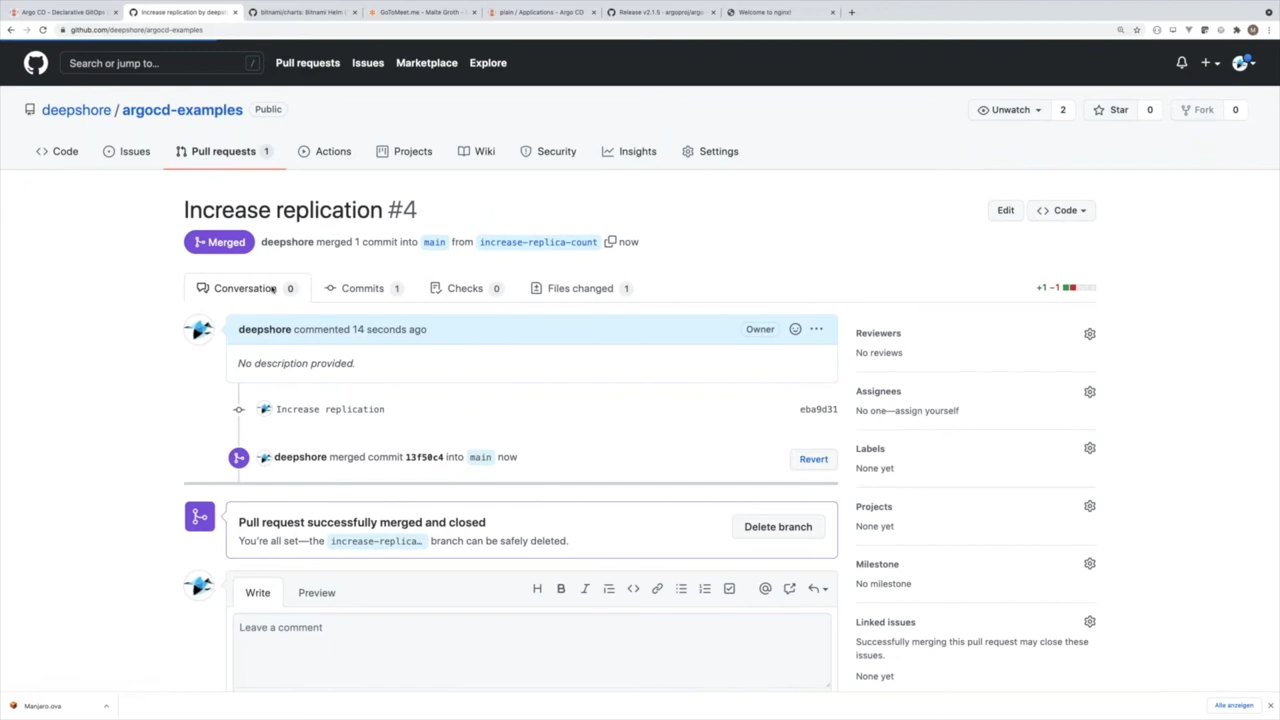 Argo CD - Declarative GitOps
Increase replication by deeps
bitnami/charts: Bitnami Helm
GoToMeet.me - Malte Groth -
plain / Applications - Argo CD
Release v2.1.5 · argoproj/argo
Welcome to nginx!
github.com/deepshore/argocd-examples
Search or jump to...
/
Pull requests
Issues
Marketplace
Explore
deepshore / argocd-examples
Public
Unwatch
2
Star
0
Fork
0
Code
Issues
Pull requests 1
Actions
Projects
Wiki
Security
Insights
Settings
Increase replication #4
Edit
Code
Merged
deepshore merged 1 commit into main from increase-replica-count now
Conversation 0
Commits 1
Checks 0
Files changed 1
+1 −1
deepshore commented 14 seconds ago
Owner
No description provided.
Increase replication
eba9d31
deepshore merged commit 13f50c4 into main now
Revert
Pull request successfully merged and closed
You're all set—the increase-replica… branch can be safely deleted.
Delete branch
Write
Preview
Leave a comment
Reviewers
No reviews
Assignees
No one—assign yourself
Labels
None yet
Projects
None yet
Milestone
No milestone
Linked issues
Successfully merging this pull request may close these
issues.
None yet
Manjaro.ova
Alle anzeigen